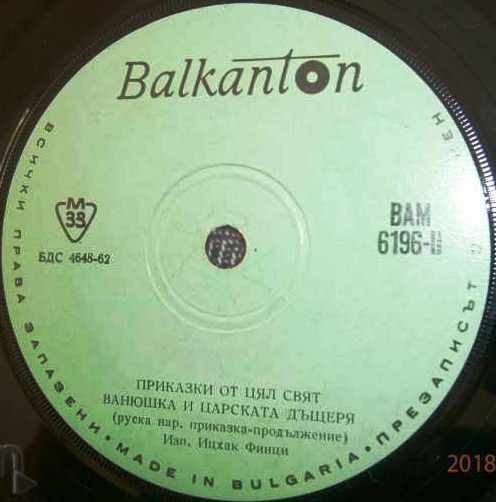 Balkanton
ВСИЧКИ ПРАВА ЗАПАЗЕНИ • MADE IN BULGARIA • ПРЕЗАПИСЪТ
М
33
БДС 4648-62
ВАМ
6196-II
ПРИКАЗКИ ОТ ЦЯЛ СВЯТ
ВАНЮШКА И ЦАРСКАТА ДЪЩЕРЯ
(руска нар. приказка-продължение)
Изп. Ицхак Финци
2018